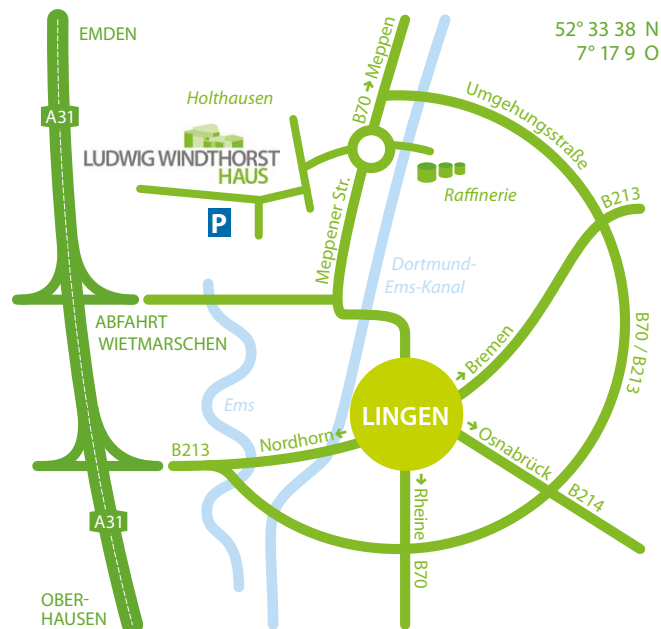 EMDEN
52° 33 38 N
7° 17 9 O
A31
Holthausen
B70 → Meppen
Umgehungsstraße
LUDWIG WINDTHORST
HAUS
P
Raffinerie
B213
Meppener Str.
Dortmund-
Ems-Kanal
ABFAHRT
WIETMARSCHEN
B70 / B213
Bremen
Ems
LINGEN
Nordhorn
B213
Osnabrück
B214
Rheine
B70
A31
OBER-
HAUSEN